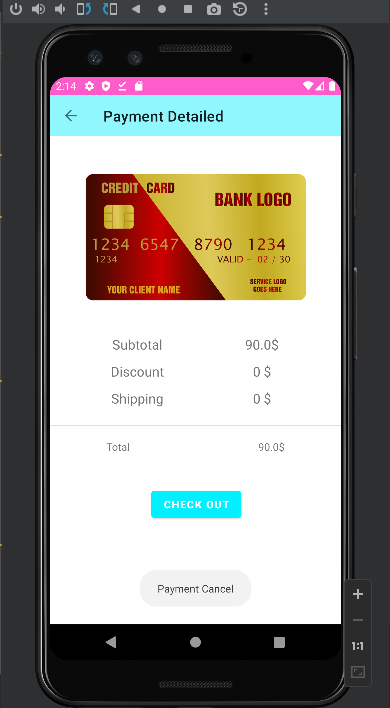 2:14
Payment Detailed
CREDIT CARD
BANK LOGO
1234 6547 8790 1234
1234
VALID - 02 / 30
YOUR CLIENT NAME
SERVICE LOGO
GOES HERE
Subtotal 90.0$
Discount 0 $
Shipping 0 $
Total 90.0$
CHECK OUT
Payment Cancel
1:1